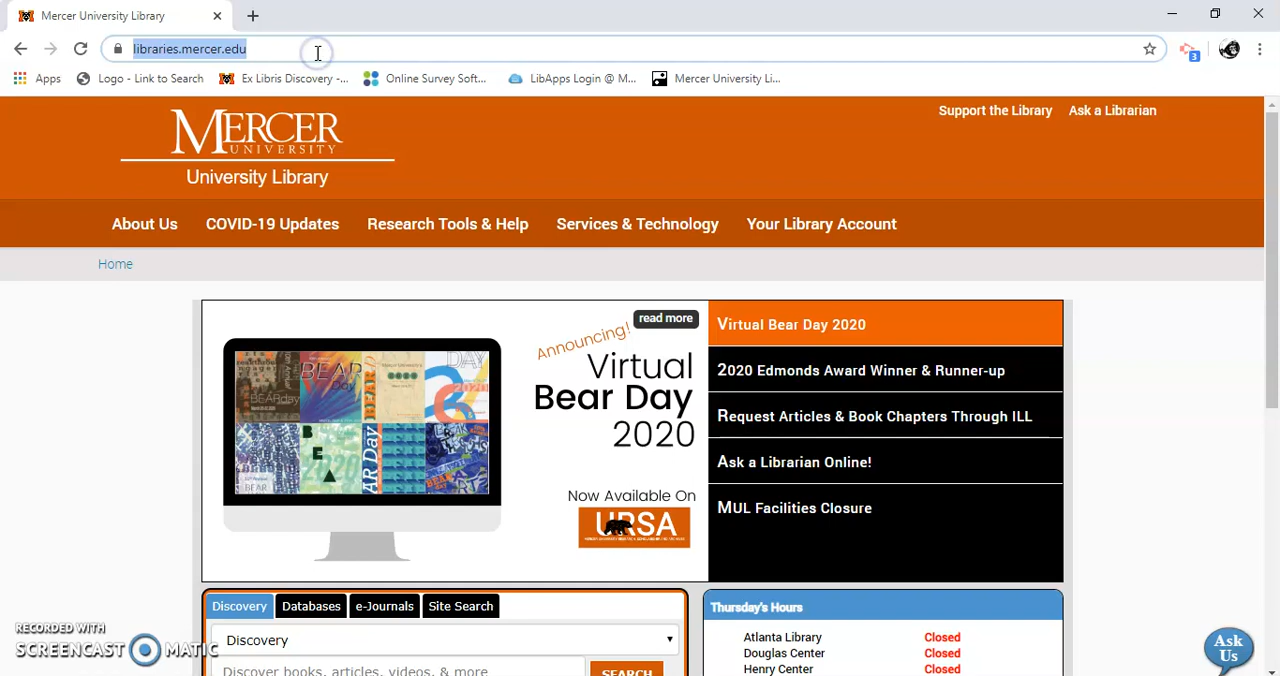 Mercer University Library
libraries.mercer.edu
3
Apps
Logo - Link to Search
Ex Libris Discovery -...
Online Survey Soft...
LibApps Login @ M...
Mercer University Li...
MERCER
UNIVERSITY
University Library
Support the Library
Ask a Librarian
About Us
COVID-19 Updates
Research Tools & Help
Services & Technology
Your Library Account
Home
read more
Announcing!
Virtual
Bear Day
2020
Now Available On
URSA
Virtual Bear Day 2020
2020 Edmonds Award Winner & Runner-up
Request Articles & Book Chapters Through ILL
Ask a Librarian Online!
MUL Facilities Closure
Discovery
Databases
e-Journals
Site Search
Discovery
Discover books, articles, videos, & more
SEARCH
Thursday's Hours
Atlanta Library Closed
Douglas Center Closed
Henry Center Closed
Ask
Us
RECORDED WITH
SCREENCAST MATIC